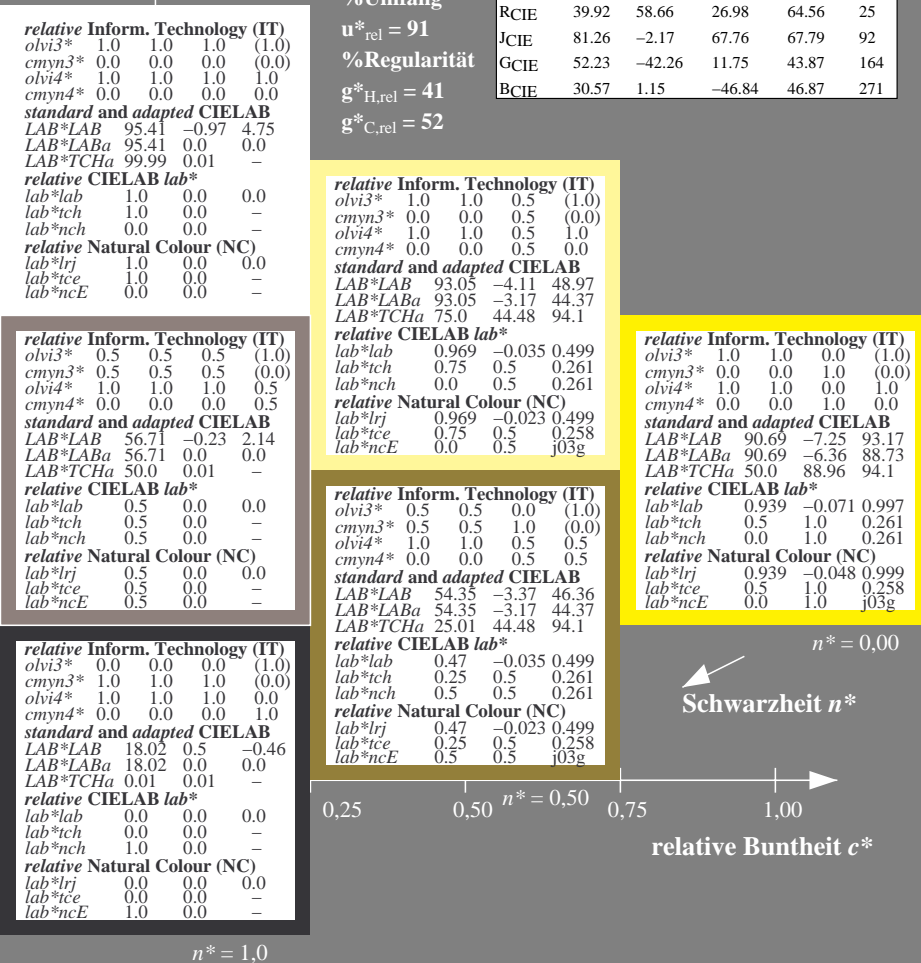 %Umfang
u*rel = 91
%Regularität
g*H,rel = 41
g*C,rel = 52
RCIE 39.92 58.66 26.98 64.56 25
JCIE 81.26 −2.17 67.76 67.79 92
GCIE 52.23 −42.26 11.75 43.87 164
BCIE 30.57 1.15 −46.84 46.87 271
relative Inform. Technology (IT)
olvi3* 1.0 1.0 1.0 (1.0)
cmyn3* 0.0 0.0 0.0 (0.0)
olvi4* 1.0 1.0 1.0 1.0
cmyn4* 0.0 0.0 0.0 0.0
standard and adapted CIELAB
LAB*LAB 95.41 −0.97 4.75
LAB*LABa 95.41 0.0 0.0
LAB*TCHa 99.99 0.01 –
relative CIELAB lab*
lab*lab 1.0 0.0 0.0
lab*tch 1.0 0.0 –
lab*nch 0.0 0.0 –
relative Natural Colour (NC)
lab*lrj 1.0 0.0 0.0
lab*tce 1.0 0.0 –
lab*ncE 0.0 0.0 –
relative Inform. Technology (IT)
olvi3* 1.0 1.0 0.5 (1.0)
cmyn3* 0.0 0.0 0.5 (0.0)
olvi4* 1.0 1.0 0.5 1.0
cmyn4* 0.0 0.0 0.5 0.0
standard and adapted CIELAB
LAB*LAB 93.05 −4.11 48.97
LAB*LABa 93.05 −3.17 44.37
LAB*TCHa 75.0 44.48 94.1
relative CIELAB lab*
lab*lab 0.969 −0.035 0.499
lab*tch 0.75 0.5 0.261
lab*nch 0.0 0.5 0.261
relative Natural Colour (NC)
lab*lrj 0.969 −0.023 0.499
lab*tce 0.75 0.5 0.258
lab*ncE 0.0 0.5 j03g
relative Inform. Technology (IT)
olvi3* 0.5 0.5 0.5 (1.0)
cmyn3* 0.5 0.5 0.5 (0.0)
olvi4* 1.0 1.0 1.0 0.5
cmyn4* 0.0 0.0 0.0 0.5
standard and adapted CIELAB
LAB*LAB 56.71 −0.23 2.14
LAB*LABa 56.71 0.0 0.0
LAB*TCHa 50.0 0.01 –
relative CIELAB lab*
lab*lab 0.5 0.0 0.0
lab*tch 0.5 0.0 –
lab*nch 0.5 0.0 –
relative Natural Colour (NC)
lab*lrj 0.5 0.0 0.0
lab*tce 0.5 0.0 –
lab*ncE 0.5 0.0 –
relative Inform. Technology (IT)
olvi3* 1.0 1.0 0.0 (1.0)
cmyn3* 0.0 0.0 1.0 (0.0)
olvi4* 1.0 1.0 0.0 1.0
cmyn4* 0.0 0.0 1.0 0.0
standard and adapted CIELAB
LAB*LAB 90.69 −7.25 93.17
LAB*LABa 90.69 −6.36 88.73
LAB*TCHa 50.0 88.96 94.1
relative CIELAB lab*
lab*lab 0.939 −0.071 0.997
lab*tch 0.5 1.0 0.261
lab*nch 0.0 1.0 0.261
relative Natural Colour (NC)
lab*lrj 0.939 −0.048 0.999
lab*tce 0.5 1.0 0.258
lab*ncE 0.0 1.0 j03g
relative Inform. Technology (IT)
olvi3* 0.5 0.5 0.0 (1.0)
cmyn3* 0.5 0.5 1.0 (0.0)
olvi4* 1.0 1.0 0.5 0.5
cmyn4* 0.0 0.0 0.5 0.5
standard and adapted CIELAB
LAB*LAB 54.35 −3.37 46.36
LAB*LABa 54.35 −3.17 44.37
LAB*TCHa 25.01 44.48 94.1
relative CIELAB lab*
lab*lab 0.47 −0.035 0.499
lab*tch 0.25 0.5 0.261
lab*nch 0.5 0.5 0.261
relative Natural Colour (NC)
lab*lrj 0.47 −0.023 0.499
lab*tce 0.25 0.5 0.258
lab*ncE 0.5 0.5 j03g
relative Inform. Technology (IT)
olvi3* 0.0 0.0 0.0 (1.0)
cmyn3* 1.0 1.0 1.0 (0.0)
olvi4* 1.0 1.0 1.0 0.0
cmyn4* 0.0 0.0 0.0 1.0
standard and adapted CIELAB
LAB*LAB 18.02 0.5 −0.46
LAB*LABa 18.02 0.0 0.0
LAB*TCHa 0.01 0.01 –
relative CIELAB lab*
lab*lab 0.0 0.0 0.0
lab*tch 0.0 0.0 –
lab*nch 1.0 0.0 –
relative Natural Colour (NC)
lab*lrj 0.0 0.0 0.0
lab*tce 0.0 0.0 –
lab*ncE 1.0 0.0 –
n* = 0,00
Schwarzheit n*
0,25 0,50 n* = 0,50 0,75 1,00
relative Buntheit c*
n* = 1,0